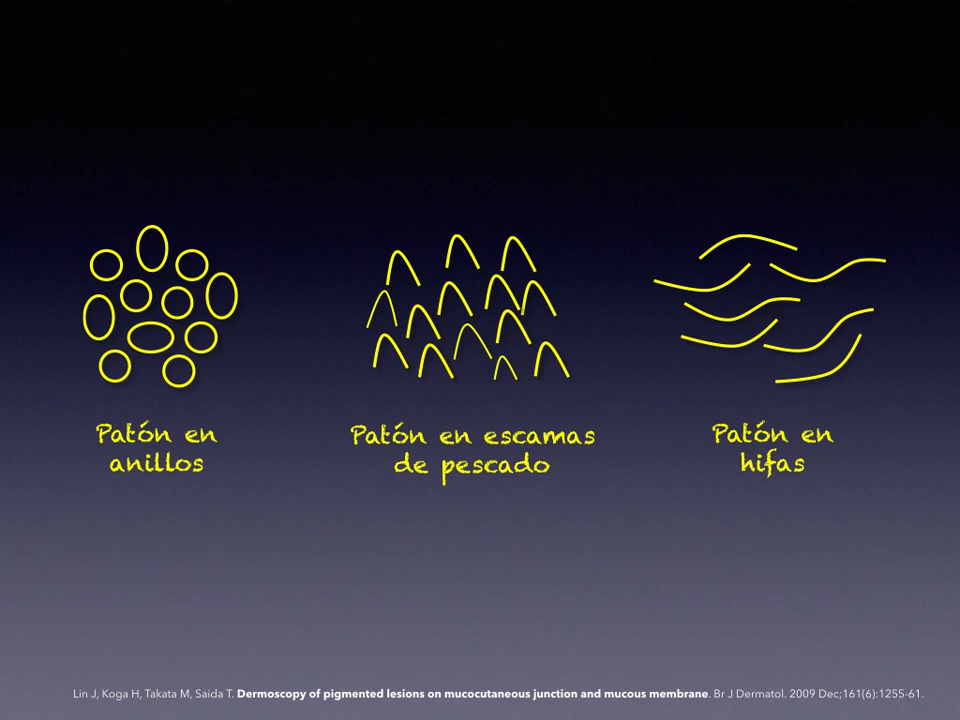 Patón en
anillos
Patón en escamas
de pescado
Patón en
hifas
Lin J, Koga H, Takata M, Saida T. Dermoscopy of pigmented lesions on mucocutaneous junction and mucous membrane. Br J Dermatol. 2009 Dec;161(6):1255-61.